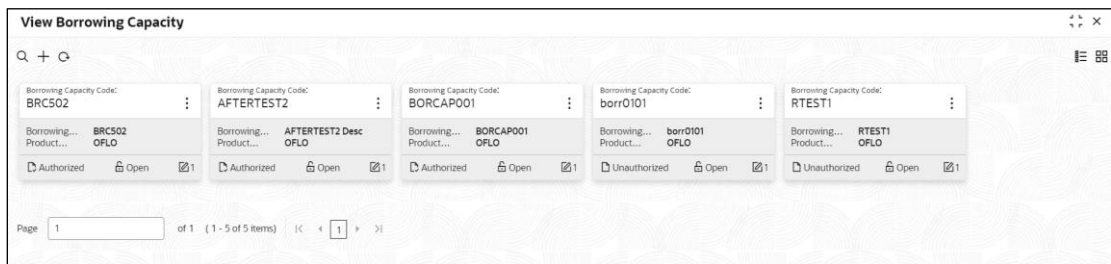 View Borrowing Capacity
Borrowing Capacity Code:
BRC502
Borrowing... BRC502
Product... OFLO
Authorized Open 1
Borrowing Capacity Code:
AFTERTEST2
Borrowing... AFTERTEST2 Desc
Product... OFLO
Authorized Open 1
Borrowing Capacity Code:
BORCAP001
Borrowing... BORCAP001
Product... OFLO
Authorized Open 1
Borrowing Capacity Code:
borr0101
Borrowing... borr0101
Product... OFLO
Unauthorized Open 1
Borrowing Capacity Code:
RTEST1
Borrowing... RTEST1
Product... OFLO
Unauthorized Open 1
Page 1 of 1 ( 1 - 5 of 5 items) 1